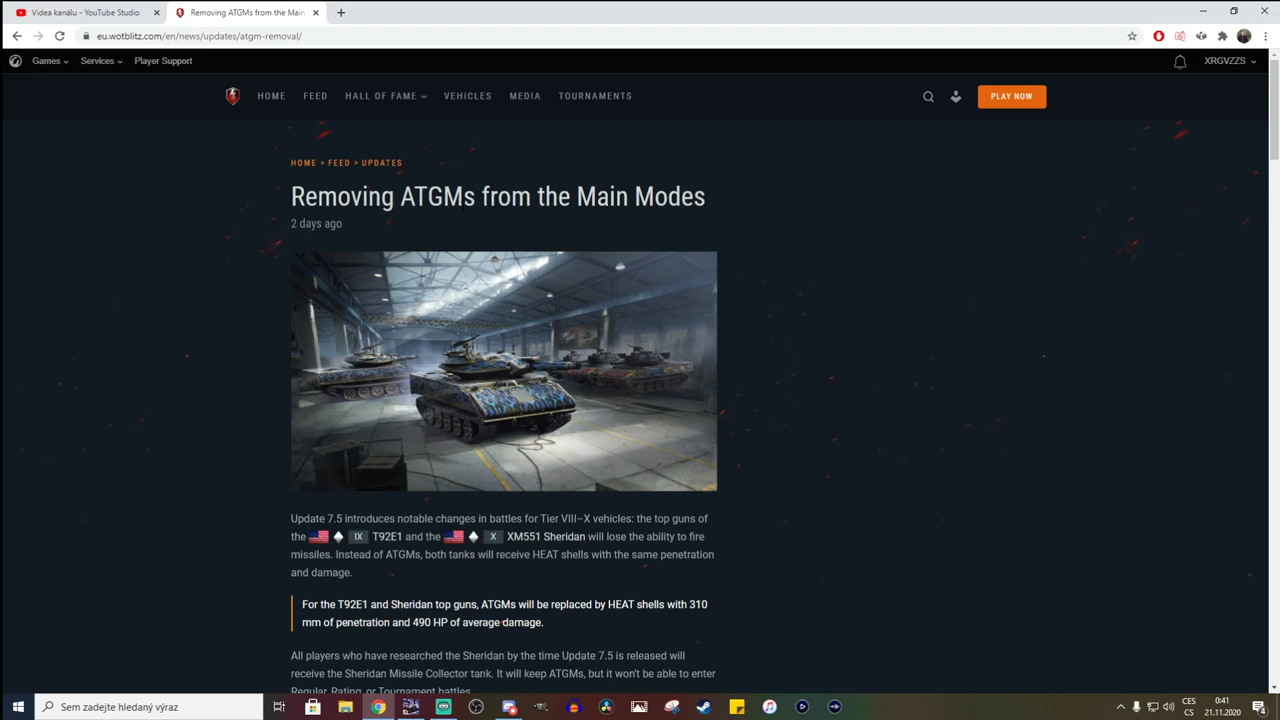 Videa kanálu - YouTube Studio
Removing ATGMs from the Main
eu.wotblitz.com/en/news/updates/atgm-removal/
Games Services Player Support
XRGVZZS
HOME FEED HALL OF FAME VEHICLES MEDIA TOURNAMENTS
PLAY NOW
HOME > FEED > UPDATES
Removing ATGMs from the Main Modes
2 days ago
Update 7.5 introduces notable changes in battles for Tier VIII–X vehicles: the top guns of
the IX T92E1 and the X XM551 Sheridan will lose the ability to fire
missiles. Instead of ATGMs, both tanks will receive HEAT shells with the same penetration
and damage.
For the T92E1 and Sheridan top guns, ATGMs will be replaced by HEAT shells with 310
mm of penetration and 490 HP of average damage.
All players who have researched the Sheridan by the time Update 7.5 is released will
receive the Sheridan Missile Collector tank. It will keep ATGMs, but it won't be able to enter
Regular, Rating, or Tournament battles.
Sem zadejte hledaný výraz
CES
CS
0:41
21.11.2020
4